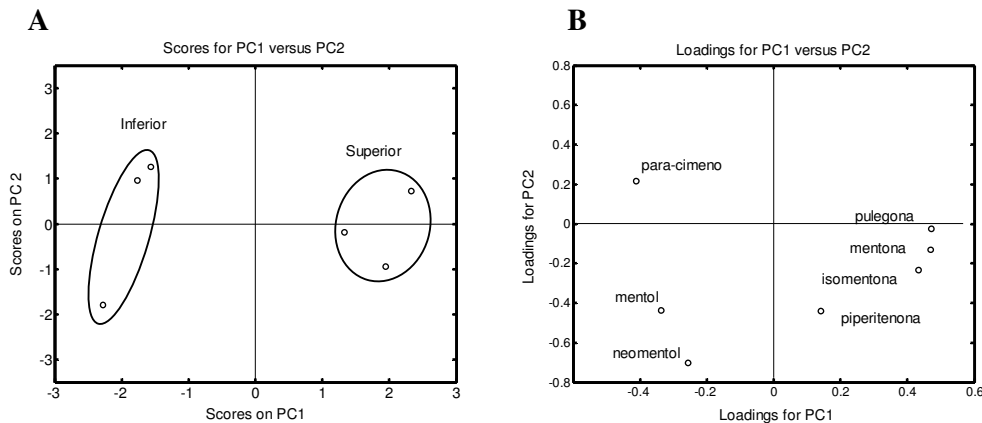 A
Scores for PC1 versus PC2
3
2
1
0
-1
-2
-3
-3
-2
-1
0
1
2
3
Scores on PC 2
Scores on PC1
Inferior
Superior
B
Loadings for PC1 versus PC2
0.8
0.6
0.4
0.2
0
-0.2
-0.4
-0.6
-0.8
-0.4
-0.2
0
0.2
0.4
0.6
Loadings for PC2
Loadings for PC1
para-cimeno
pulegona
mentona
isomentona
piperitenona
mentol
neomentol